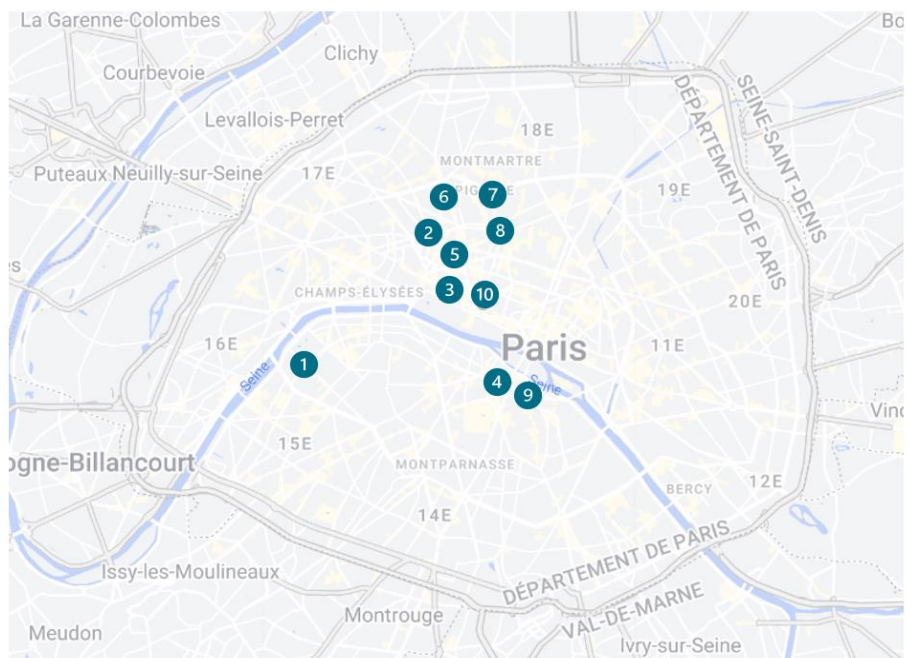 La Garenne-Colombes
Bo
Clichy
Courbevoie
SEINE-SAINT-DENIS
DÉPARTEMENT DE PARIS
Levallois-Perret
18E
MONTMARTRE
Puteaux
Neuilly-sur-Seine
17E
19E
6
7
2
8
5
es
CHAMPS-ÉLYSÉES
3
10
20E
16E
Paris
11E
1
Seine
4
Seine
9
Vinc
15E
ogne-Billancourt
MONTPARNASSE
12E
BERCY
14E
DÉPARTEMENT DE PARIS
Issy-les-Moulineaux
VAL-DE-MARNE
Montrouge
Meudon
Ivry-sur-Seine